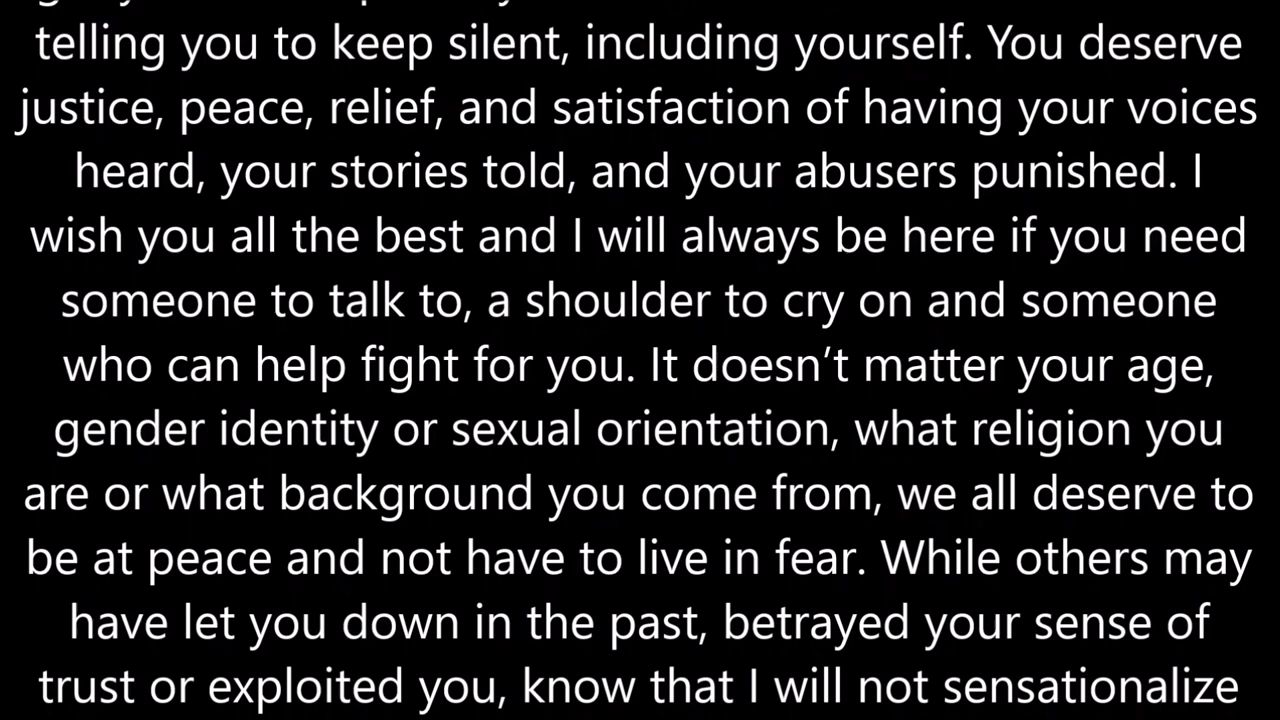 telling you to keep silent, including yourself. You deserve
justice, peace, relief, and satisfaction of having your voices
heard, your stories told, and your abusers punished. I
wish you all the best and I will always be here if you need
someone to talk to, a shoulder to cry on and someone
who can help fight for you. It doesn’t matter your age,
gender identity or sexual orientation, what religion you
are or what background you come from, we all deserve to
be at peace and not have to live in fear. While others may
have let you down in the past, betrayed your sense of
trust or exploited you, know that I will not sensationalize